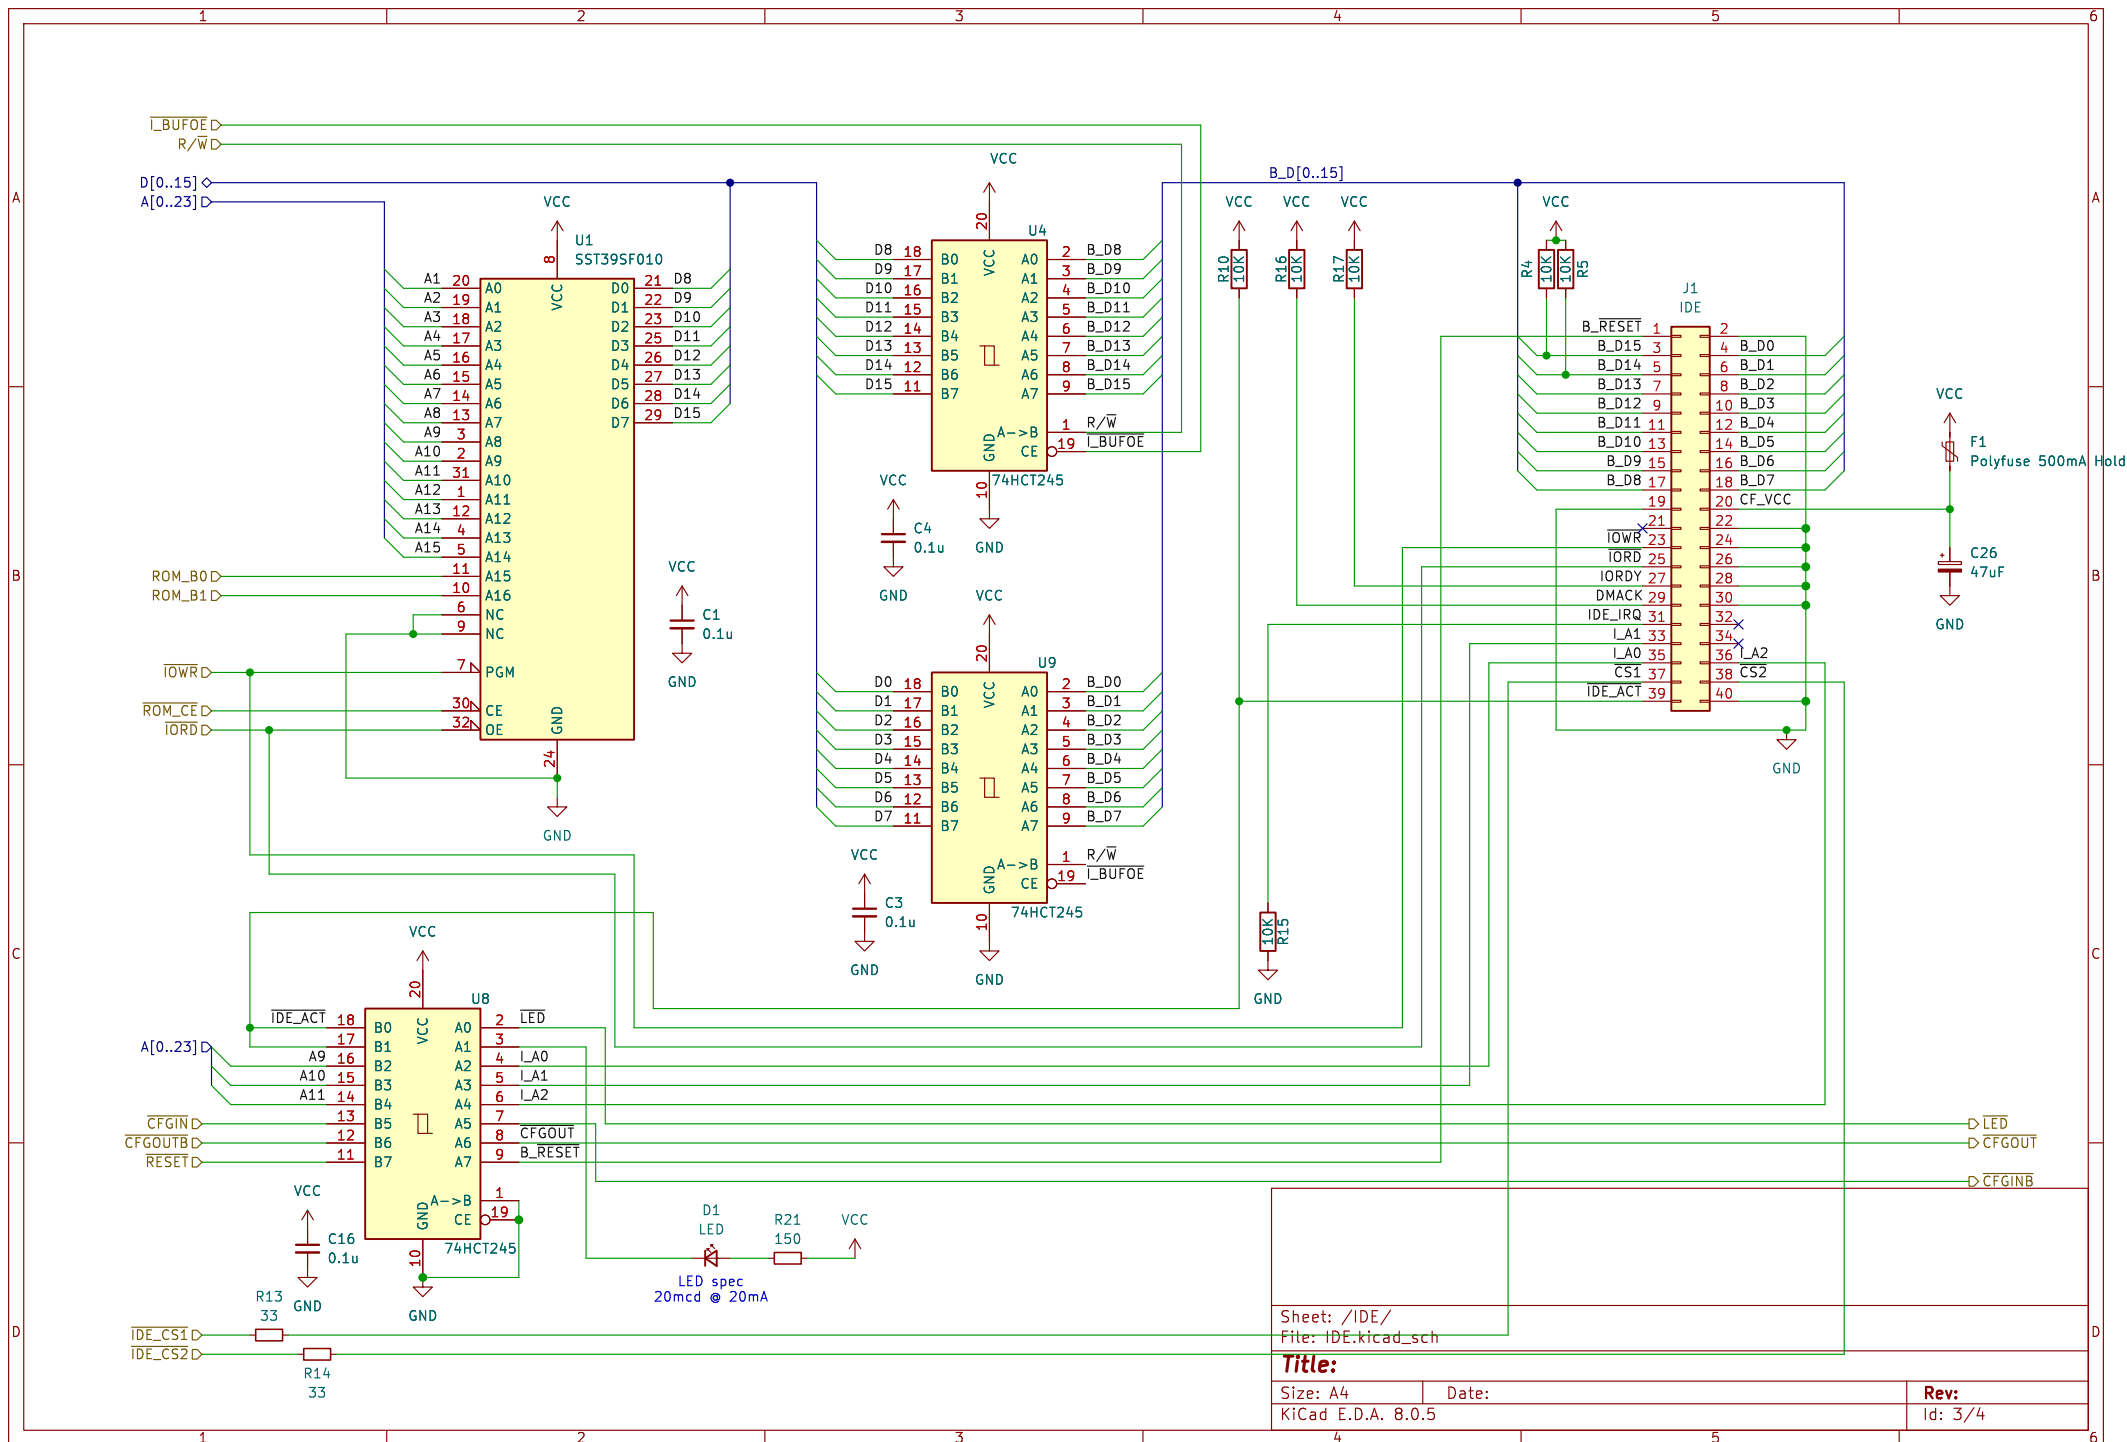 1 2 3 4 5 6
A
B
C
D
I_BUFOE
R/W
D[0..15]
A[0..23]
VCC
U1
SST39SF010
8
VCC
A1 20 A0
A2 19 A1
A3 18 A2
A4 17 A3
A5 16 A4
A6 15 A5
A7 14 A6
A8 13 A7
A9 3 A8
A10 2 A9
A11 31 A10
A12 1 A11
A13 12 A12
A14 4 A13
A15 5 A14
ROM_B0 11 A15
ROM_B1 10 A16
6 NC
9 NC
IOWR 7 PGM
ROM_CE 30 CE
IORD 32 OE
D0 21 D8
D1 22 D9
D2 23 D10
D3 25 D11
D4 26 D12
D5 27 D13
D6 28 D14
D7 29 D15
GND
24
GND
VCC
C1
0.1u
GND
VCC
20
U4
VCC
D8 18 B0 A0 2 B_D8
D9 17 B1 A1 3 B_D9
D10 16 B2 A2 4 B_D10
D11 15 B3 A3 5 B_D11
D12 14 B4 A4 6 B_D12
D13 13 B5 A5 7 B_D13
D14 12 B6 A6 8 B_D14
D15 11 B7 A7 9 B_D15
A->B 1 R/W
CE 19 I_BUFOE
GND
10
74HCT245
GND
VCC
C4
0.1u
GND
VCC
20
U9
VCC
D0 18 B0 A0 2 B_D0
D1 17 B1 A1 3 B_D1
D2 16 B2 A2 4 B_D2
D3 15 B3 A3 5 B_D3
D4 14 B4 A4 6 B_D4
D5 13 B5 A5 7 B_D5
D6 12 B6 A6 8 B_D6
D7 11 B7 A7 9 B_D7
A->B 1 R/W
CE 19 I_BUFOE
GND
10
74HCT245
GND
VCC
C3
0.1u
GND
B_D[0..15]
VCC
R10
10K
VCC
R16
10K
VCC
R17
10K
VCC
R4
10K
10K
R5
J1
IDE
B_RESET 1 2
B_D15 3 4 B_D0
B_D14 5 6 B_D1
B_D13 7 8 B_D2
B_D12 9 10 B_D3
B_D11 11 12 B_D4
B_D10 13 14 B_D5
B_D9 15 16 B_D6
B_D8 17 18 B_D7
19 20 CF_VCC
21 22
IOWR 23 24
IORD 25 26
IORDY 27 28
DMACK 29 30
IDE_IRQ 31 32
I_A1 33 34
I_A0 35 36 I_A2
CS1 37 38 CS2
IDE_ACT 39 40
GND
VCC
F1
Polyfuse 500mA Hold
C26
47uF
GND
10K
R15
GND
VCC
20
U8
VCC
A[0..23]
IDE_ACT 18 B0 A0 2 LED
17 B1 A1 3
A9 16 B2 A2 4 I_A0
A10 15 B3 A3 5 I_A1
A11 14 B4 A4 6 I_A2
CFGIN 13 B5 A5 7
CFGOUTB 12 B6 A6 8 CFGOUT
RESET 11 B7 A7 9 B_RESET
A->B 1
CE 19
GND
10
74HCT245
GND
VCC
C16
0.1u
GND
D1
LED
LED spec
20mcd @ 20mA
R21
150
VCC
LED
CFGOUT
CFGINB
R13
33
IDE_CS1
IDE_CS2
R14
33
Sheet: /IDE/
File: IDE.kicad_sch
Title:
Size: A4 Date: Rev:
KiCad E.D.A. 8.0.5 Id: 3/4
A
B
C
D
1 2 3 4 5 6